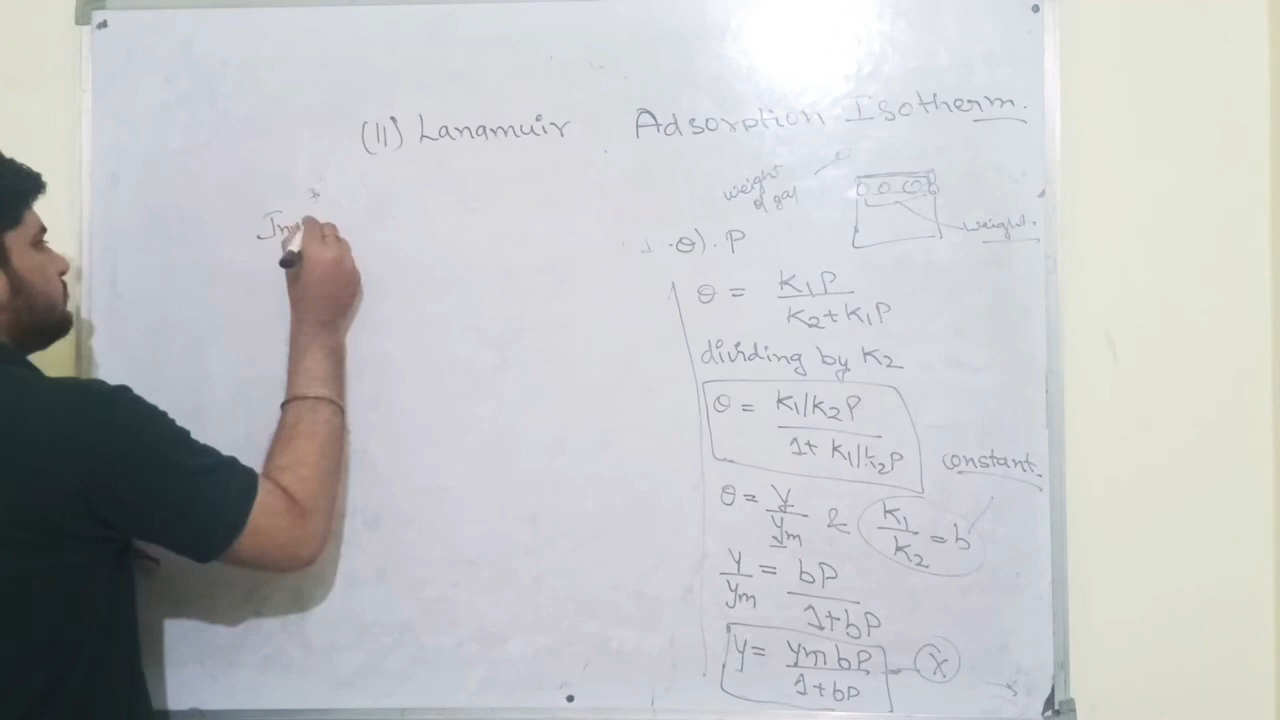 (11) Lanamuir Adsorption Isotherm.
weight
of gas
weight.
·θ). P
θ = K1P / K2+K1P
dividing by K2
θ = K1/K2P / 1+ K1/K2P
constant.
θ = y / ym & K1 / K2 = b
y / ym = bP / 1+bP
y = ym bP / 1+bP - X